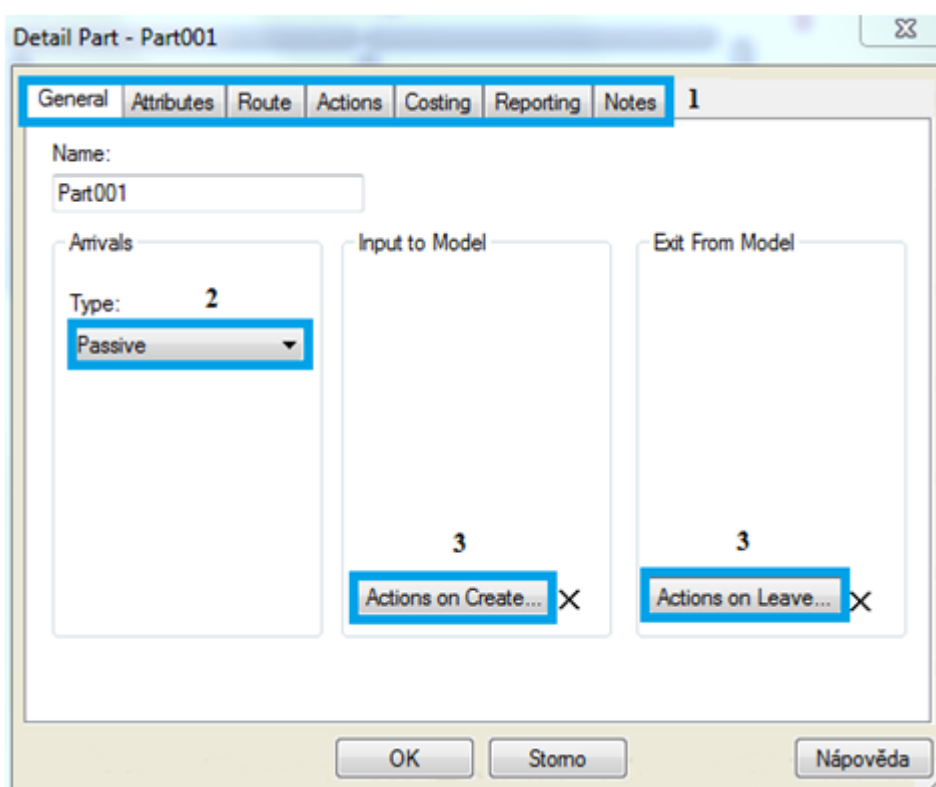 Detail Part - Part001
General Attributes Route Actions Costing Reporting Notes 1
Name:
Part001
Arrivals Input to Model Exit From Model
Type: 2
Passive
3 3
Actions on Create... Actions on Leave...
OK Storno Nápověda